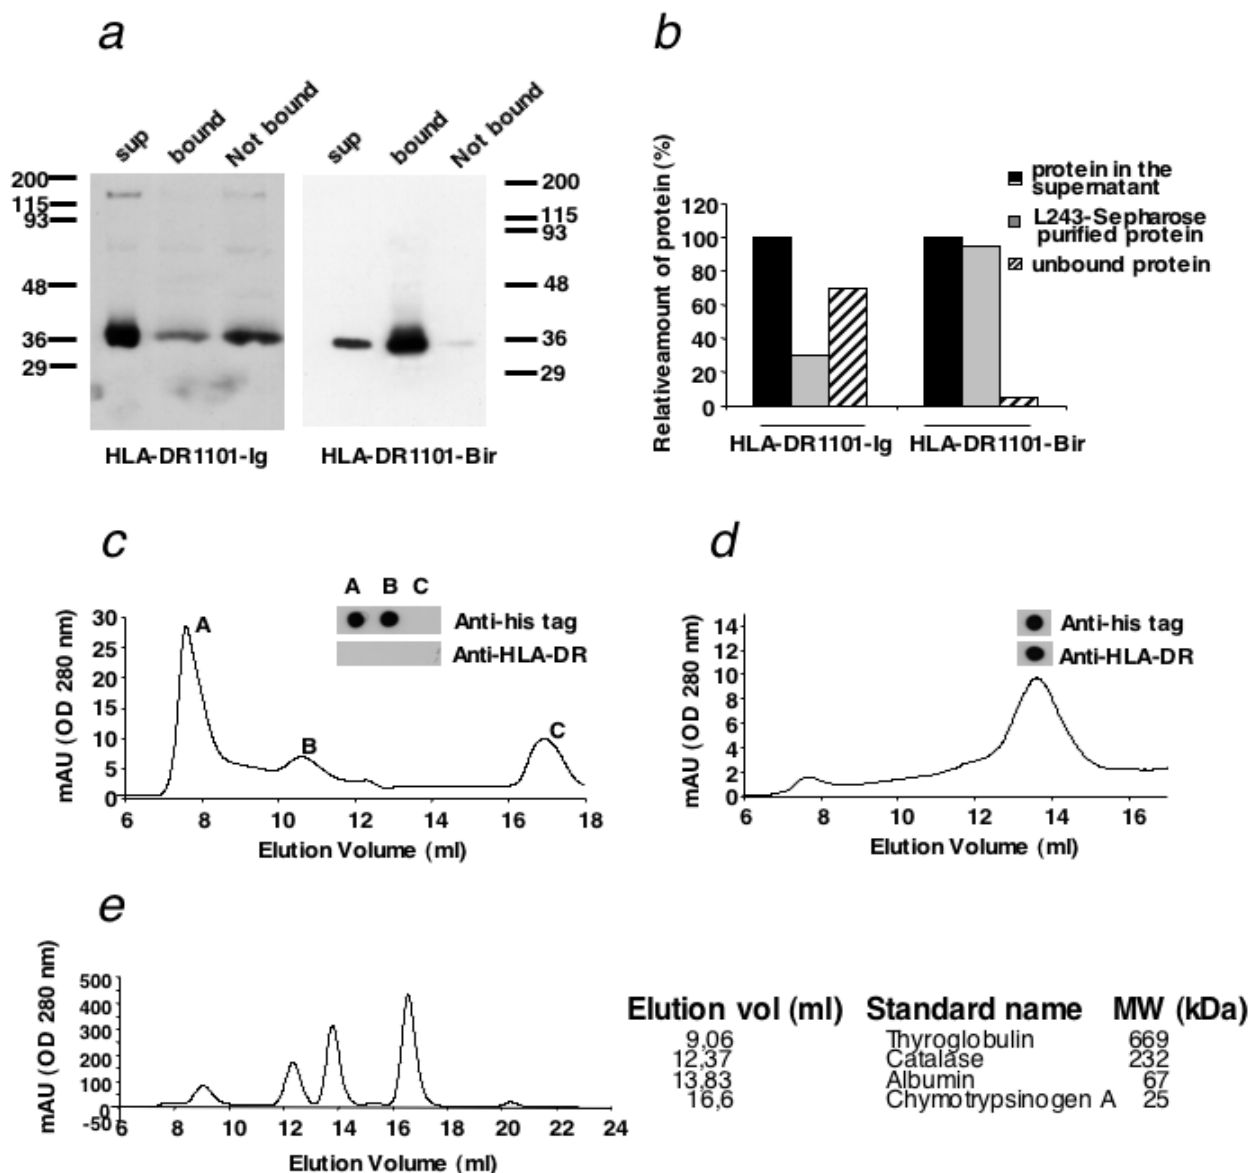 a
sup
bound
Not bound
sup
bound
Not bound
200
115
93
48
36
29
200
115
93
48
36
29
HLA-DR1101-Ig
HLA-DR1101-Bir
b
Relativeamount of protein (%)
120
100
80
60
40
20
0
HLA-DR1101-Ig
HLA-DR1101-Bir
protein in the
supernatant
L243-Sepharose
purified protein
unbound protein
c
A B C
Anti-his tag
Anti-HLA-DR
mAU (OD 280 nm)
30
25
20
15
10
5
0
A
B
C
6 8 10 12 14 16 18
Elution Volume (ml)
d
Anti-his tag
Anti-HLA-DR
mAU (OD 280 nm)
14
12
10
8
6
4
2
0
6 8 10 12 14 16
Elution Volume (ml)
e
mAU (OD 280 nm)
500
400
300
200
100
0
-50
6 8 10 12 14 16 18 20 22 24
Elution Volume (ml)
Elution vol (ml) Standard name MW (kDa)
9,06 Thyroglobulin 669
12,37 Catalase 232
13,83 Albumin 67
16,6 Chymotrypsinogen A 25